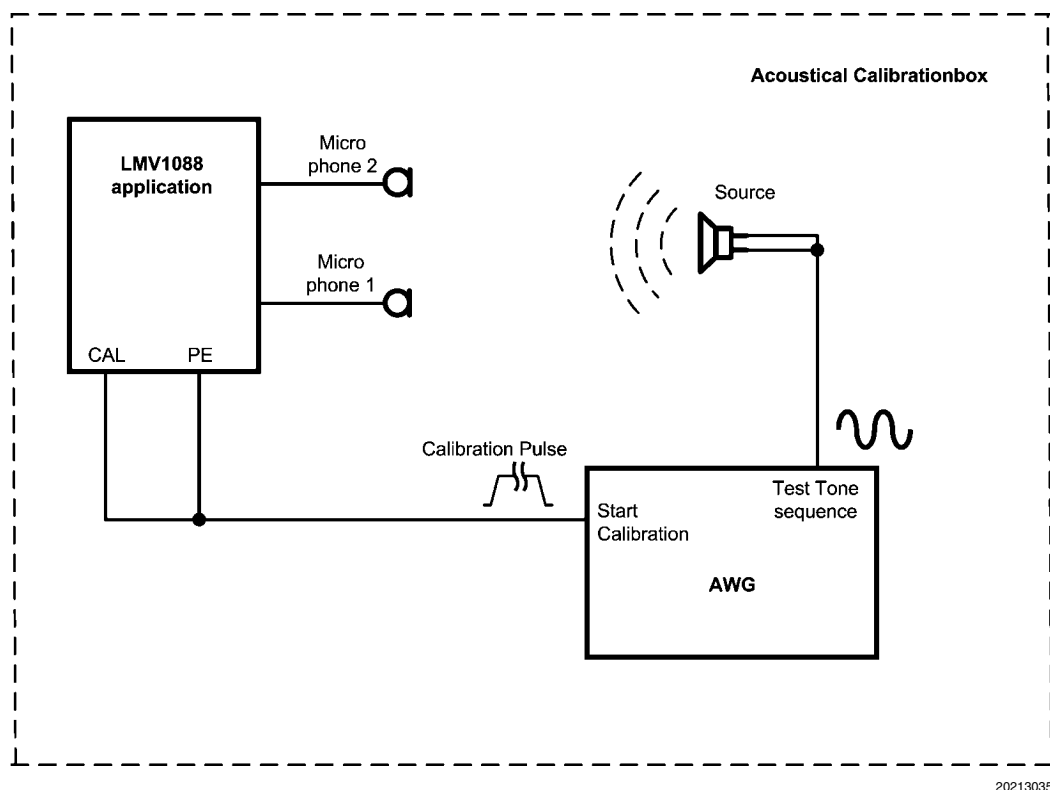 Acoustical Calibrationbox
LMV1088
application
Micro
phone 2
Source
Micro
phone 1
CAL PE
Calibration Pulse
Test Tone
sequence
Start
Calibration
AWG
20213035